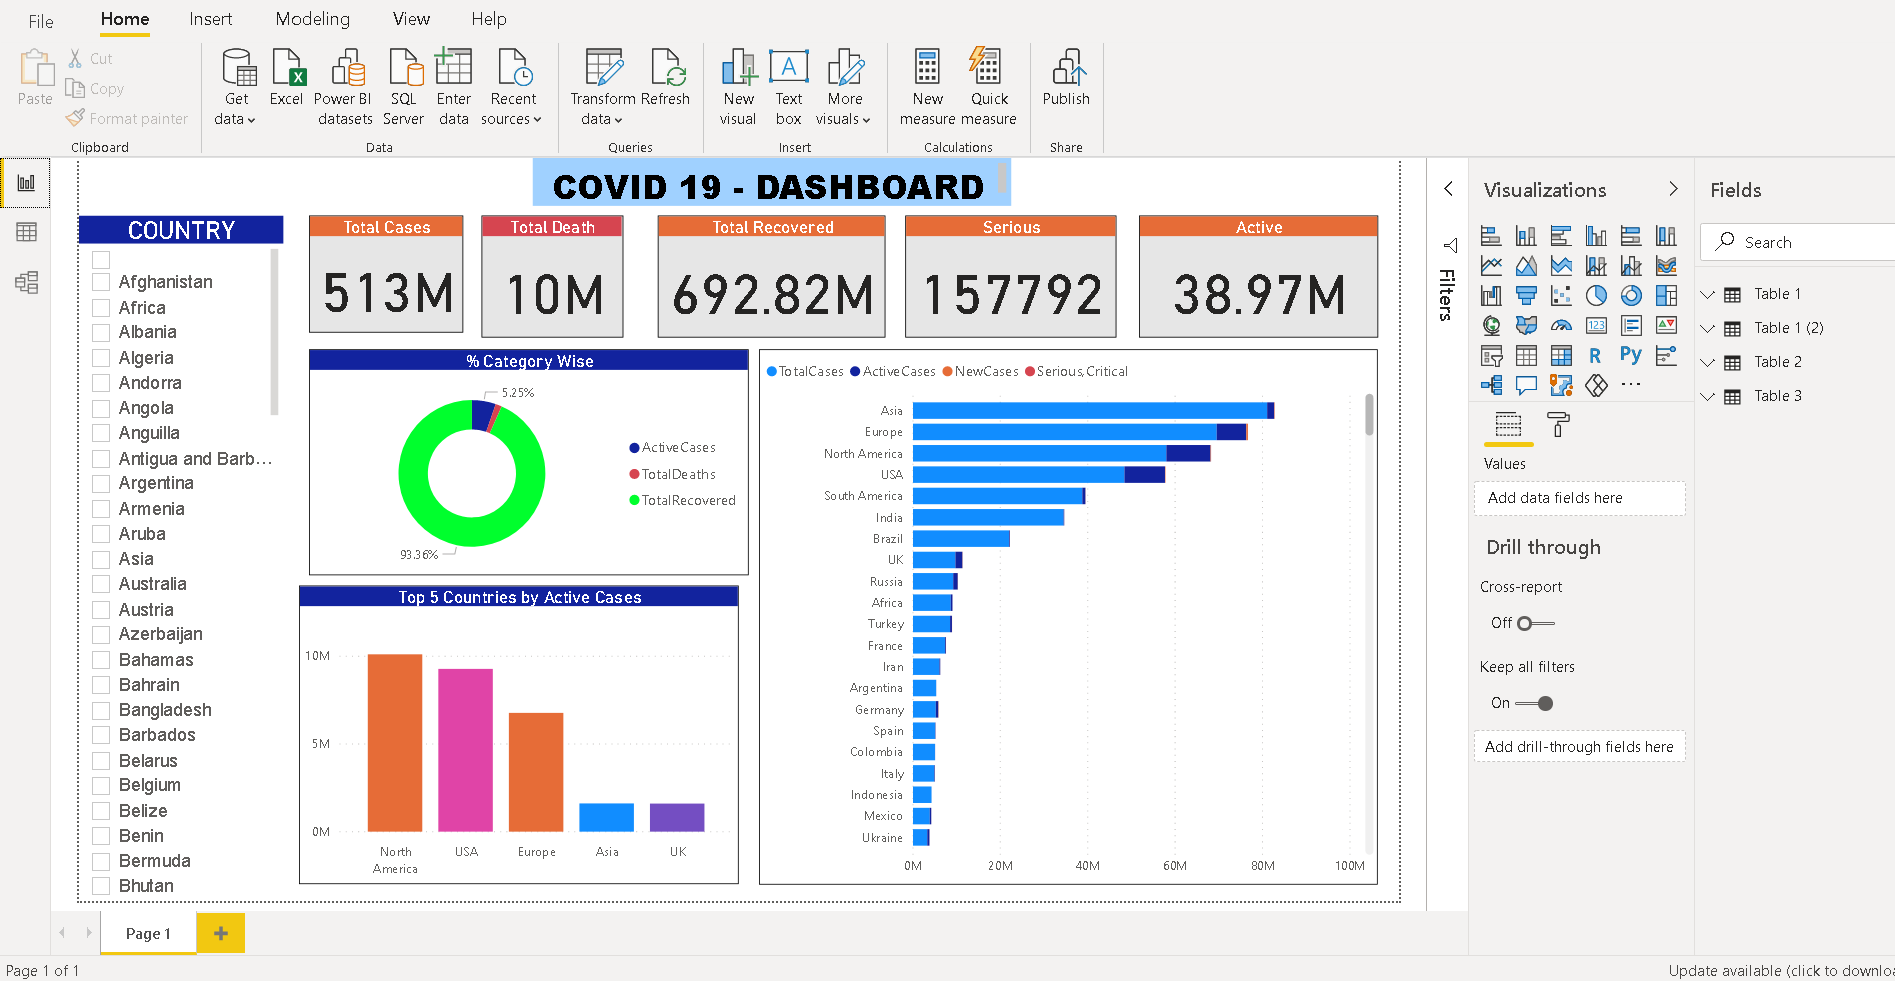 File Home Insert Modeling View Help
Paste
Cut
Copy
Format painter
Clipboard
Get data
Excel
Power BI datasets
SQL Server
Enter data
Recent sources
Data
Transform data
Refresh
Queries
New visual
Text box
More visuals
Insert
New measure
Quick measure
Calculations
Publish
Share
COVID 19 - DASHBOARD
COUNTRY
Afghanistan
Africa
Albania
Algeria
Andorra
Angola
Anguilla
Antigua and Barb...
Argentina
Armenia
Aruba
Asia
Australia
Austria
Azerbaijan
Bahamas
Bahrain
Bangladesh
Barbados
Belarus
Belgium
Belize
Benin
Bermuda
Bhutan
Total Cases
513M
Total Death
10M
Total Recovered
692.82M
Serious
157792
Active
38.97M
% Category Wise
5.25%
93.36%
ActiveCases
TotalDeaths
TotalRecovered
Top 5 Countries by Active Cases
10M
5M
0M
North America
USA
Europe
Asia
UK
TotalCases ActiveCases NewCases Serious,Critical
Asia
Europe
North America
USA
South America
India
Brazil
UK
Russia
Africa
Turkey
France
Iran
Argentina
Germany
Spain
Colombia
Italy
Indonesia
Mexico
Ukraine
0M 20M 40M 60M 80M 100M
Filters
Visualizations
123
R
Py
Values
Add data fields here
Drill through
Cross-report
Off
Keep all filters
On
Add drill-through fields here
Fields
Search
Table 1
Table 1 (2)
Table 2
Table 3
Page 1
Page 1 of 1
Update available (click to downloa